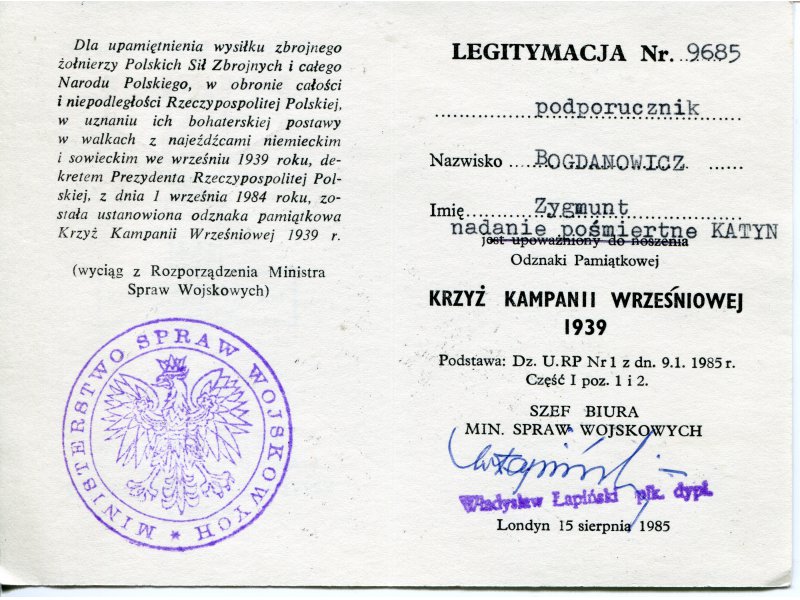 Dla upamiętnienia wysiłku zbrojnego
żołnierzy Polskich Sił Zbrojnych i całego
Narodu Polskiego, w obronie całości
i niepodległości Rzeczypospolitej Polskiej,
w uznaniu ich bohaterskiej postawy
w walkach z najeźdźcami niemieckim
i sowieckim we wrześniu 1939 roku, de-
kretem Prezydenta Rzeczypospolitej Pol-
skiej, z dnia 1 września 1984 roku, zo-
stała ustanowiona odznaka pamiątkowa
Krzyż Kampanii Wrześniowej 1939 r.
(wyciąg z Rozporządzenia Ministra
Spraw Wojskowych)
MINISTERSTWO SPRAW WOJSKOWYCH *
LEGITYMACJA Nr. 9685
podporucznik
Nazwisko BOGDANOWICZ
Imię Zygmunt
nadanie pośmiertne KATYN
jest upoważniony do noszenia
Odznaki Pamiątkowej
KRZYŻ KAMPANII WRZEŚNIOWEJ
1939
Podstawa: Dz. U.RP Nr 1 z dn. 9.1. 1985 r.
Część I poz. 1 i 2.
SZEF BIURA
MIN. SPRAW WOJSKOWYCH
Władysław Łapiński płk. dypl.
Londyn 15 sierpnia 1985